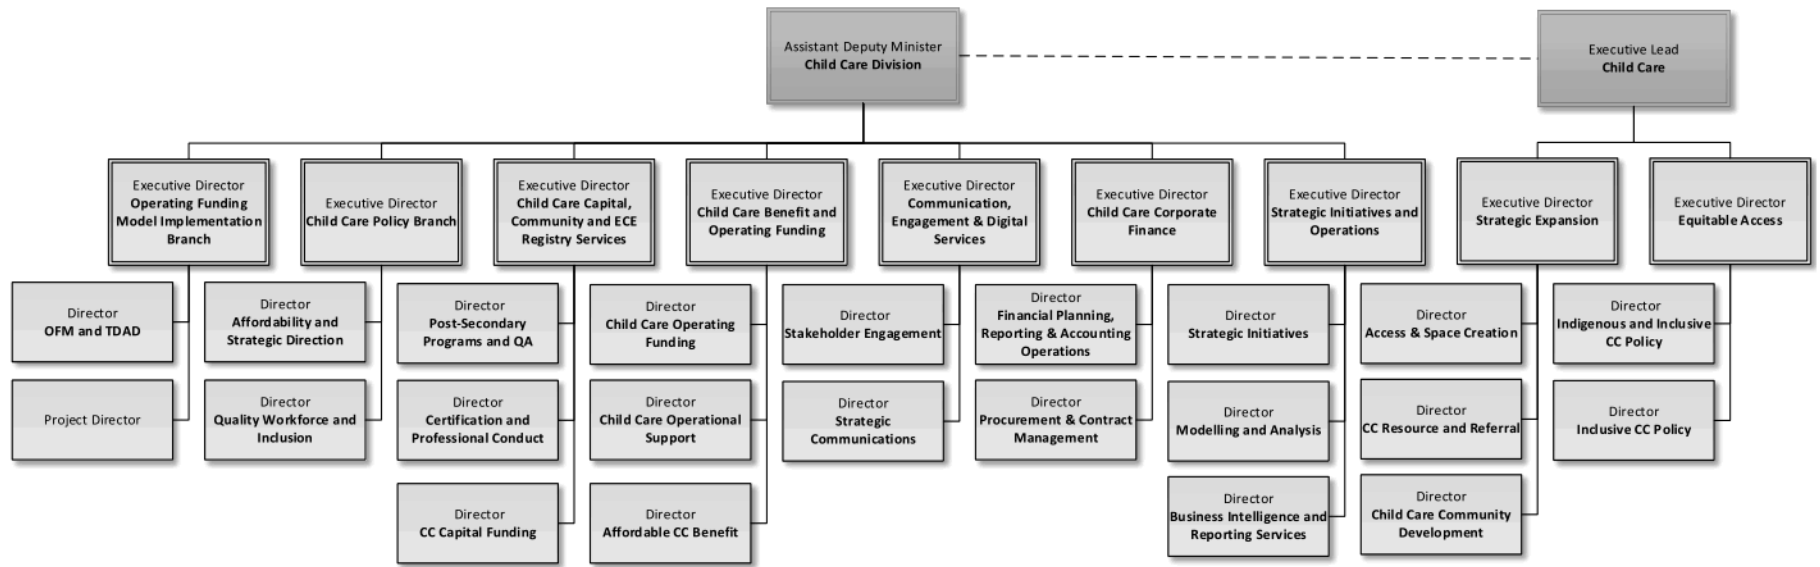 Assistant Deputy Minister
Child Care Division
Executive Lead
Child Care
Executive Director
Operating Funding
Model Implementation
Branch
Executive Director
Child Care Policy Branch
Executive Director
Child Care Capital,
Community and ECE
Registry Services
Executive Director
Child Care Benefit and
Operating Funding
Executive Director
Communication,
Engagement & Digital
Services
Executive Director
Child Care Corporate
Finance
Executive Director
Strategic Initiatives and
Operations
Executive Director
Strategic Expansion
Executive Director
Equitable Access
Director
OFM and TDAD
Director
Affordability and
Strategic Direction
Director
Post-Secondary
Programs and QA
Director
Child Care Operating
Funding
Director
Stakeholder Engagement
Director
Financial Planning,
Reporting & Accounting
Operations
Director
Strategic Initiatives
Director
Access & Space Creation
Director
Indigenous and Inclusive
CC Policy
Project Director
Director
Quality Workforce and
Inclusion
Director
Certification and
Professional Conduct
Director
Child Care Operational
Support
Director
Strategic
Communications
Director
Procurement & Contract
Management
Director
Modelling and Analysis
Director
CC Resource and Referral
Director
Inclusive CC Policy
Director
CC Capital Funding
Director
Affordable CC Benefit
Director
Business Intelligence and
Reporting Services
Director
Child Care Community
Development